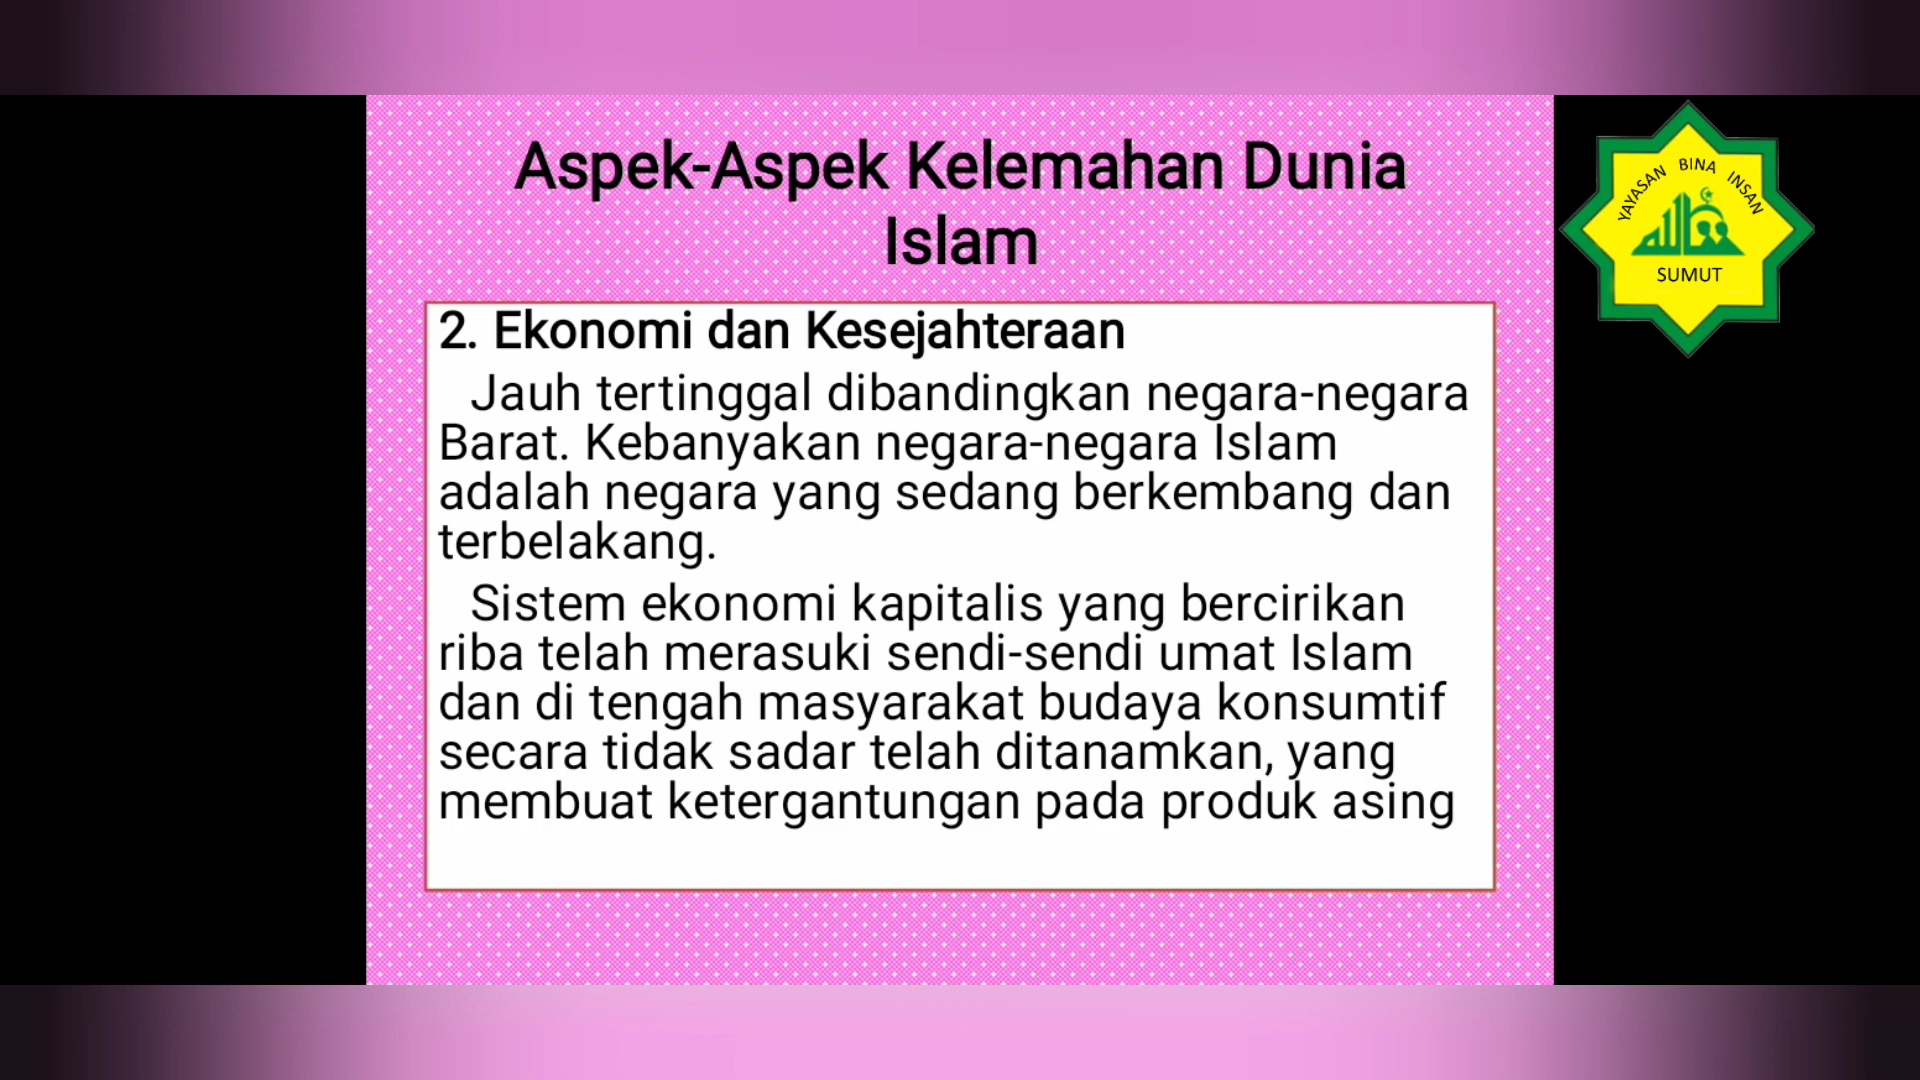 Aspek-Aspek Kelemahan Dunia
Islam
YAYASAN BINA INSAN
SUMUT
2. Ekonomi dan Kesejahteraan
Jauh tertinggal dibandingkan negara-negara
Barat. Kebanyakan negara-negara Islam
adalah negara yang sedang berkembang dan
terbelakang.
Sistem ekonomi kapitalis yang bercirikan
riba telah merasuki sendi-sendi umat Islam
dan di tengah masyarakat budaya konsumtif
secara tidak sadar telah ditanamkan, yang
membuat ketergantungan pada produk asing